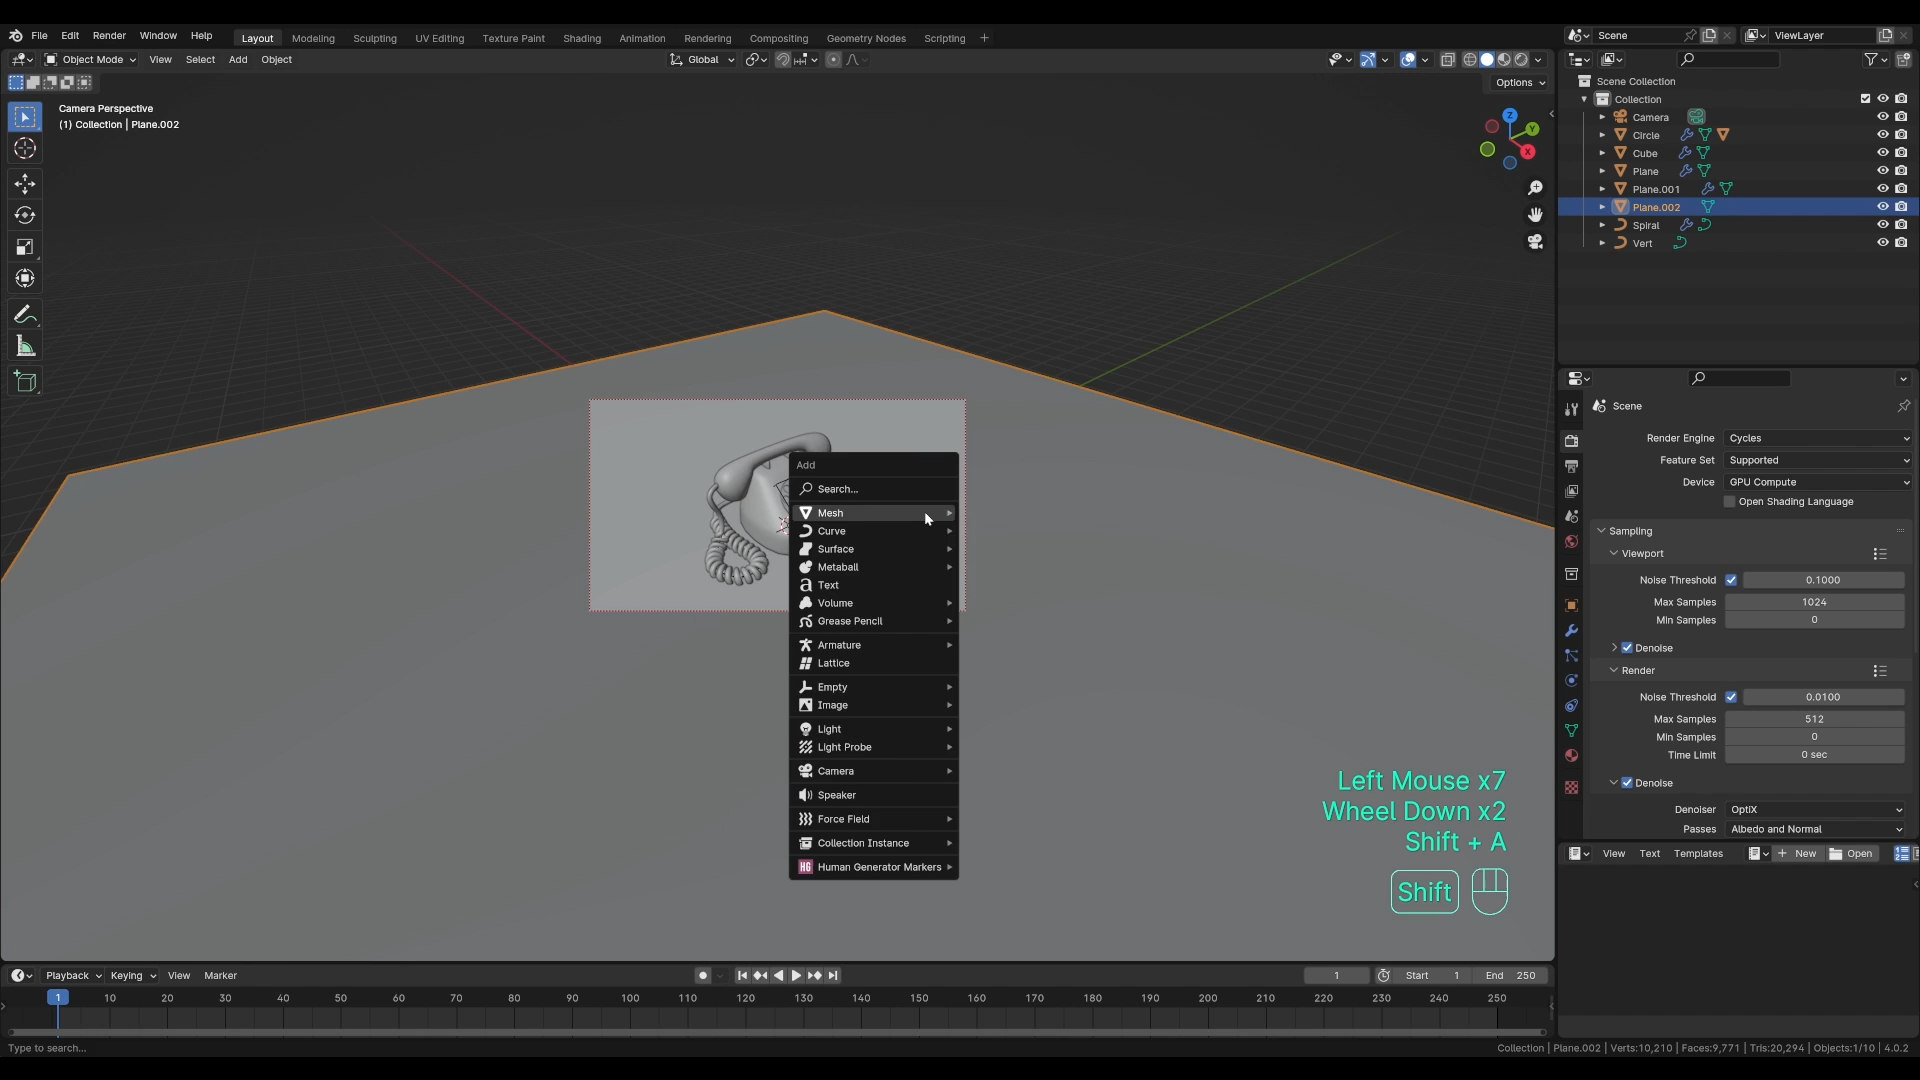 File Edit Render Window Help Layout Modeling Sculpting UV Editing Texture Paint Shading Animation Rendering Compositing Geometry Nodes Scripting + Scene ViewLayer
Object Mode View Select Add Object Global
Options
Camera Perspective
(1) Collection | Plane.002
Z
Y
X
Scene Collection
Collection
Camera
Circle
Cube
Plane
Plane.001
Plane.002
Spiral
Vert
Add
Search...
Mesh
Curve
Surface
Metaball
Text
Volume
Grease Pencil
Armature
Lattice
Empty
Image
Light
Light Probe
Camera
Speaker
Force Field
Collection Instance
HG Human Generator Markers
Left Mouse x7
Wheel Down x2
Shift + A
Shift
Scene
Render Engine Cycles
Feature Set Supported
Device GPU Compute
Open Shading Language
Sampling
Viewport
Noise Threshold 0.1000
Max Samples 1024
Min Samples 0
Denoise
Render
Noise Threshold 0.0100
Max Samples 512
Min Samples 0
Time Limit 0 sec
Denoise
Denoiser OptiX
Passes Albedo and Normal
View Text Templates + New Open
Playback Keying View Marker 1 Start 1 End 250
1 10 20 30 40 50 60 70 80 90 100 110 120 130 140 150 160 170 180 190 200 210 220 230 240 250
Type to search... Collection | Plane.002 | Verts:10,210 | Faces:9,771 | Tris:20,294 | Objects:1/10 | 4.0.2